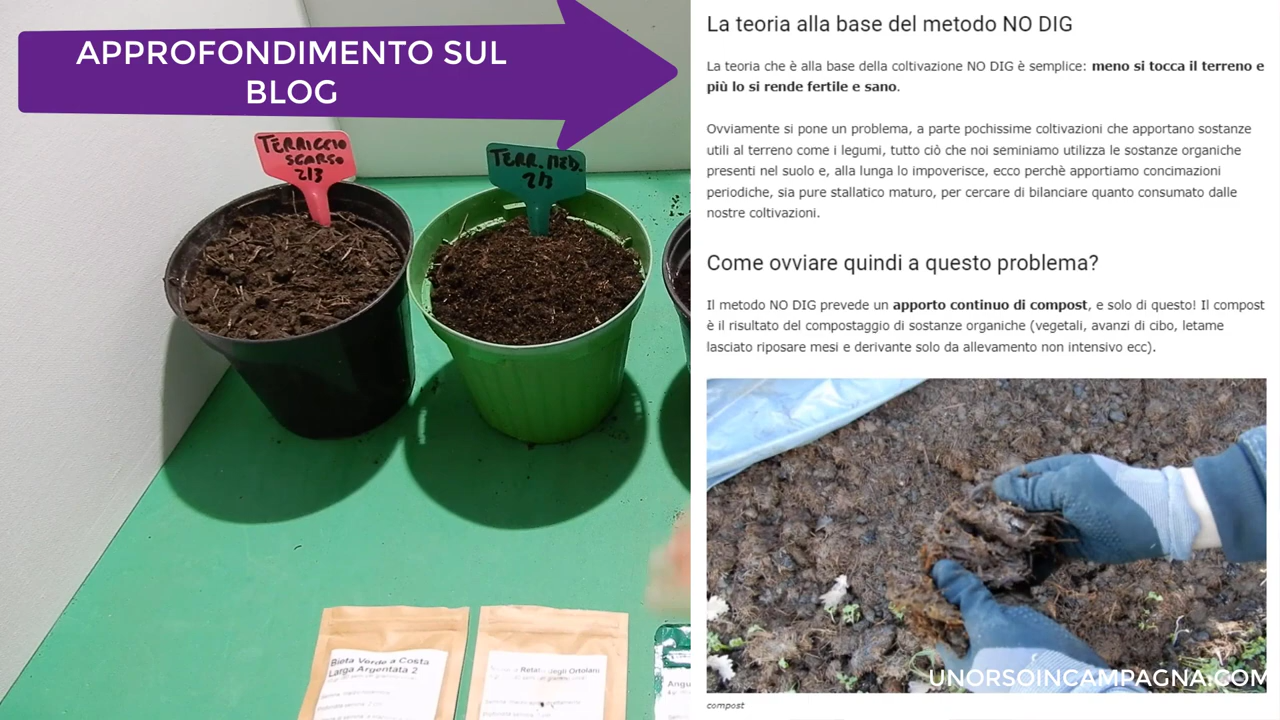 APPROFONDIMENTO SUL
BLOG
TERRICCIO
SCARSO
2/3
TERR. MED.
2/3
Bieta Verde a Costa
Larga Argentata 2
Retato degli Ortolani
Angu
La teoria alla base del metodo NO DIG
La teoria che è alla base della coltivazione NO DIG è semplice: meno si tocca il terreno e
più lo si rende fertile e sano.
Ovviamente si pone un problema, a parte pochissime coltivazioni che apportano sostanze
utili al terreno come i legumi, tutto ciò che noi seminiamo utilizza le sostanze organiche
presenti nel suolo e, alla lunga lo impoverisce, ecco perchè apportiamo concimazioni
periodiche, sia pure stallatico maturo, per cercare di bilanciare quanto consumato dalle
nostre coltivazioni.
Come ovviare quindi a questo problema?
Il metodo NO DIG prevede un apporto continuo di compost, e solo di questo! Il compost
è il risultato del compostaggio di sostanze organiche (vegetali, avanzi di cibo, letame
lasciato riposare mesi e derivante solo da allevamento non intensivo ecc).
UNORSOINCAMPAGNA.COM
compost